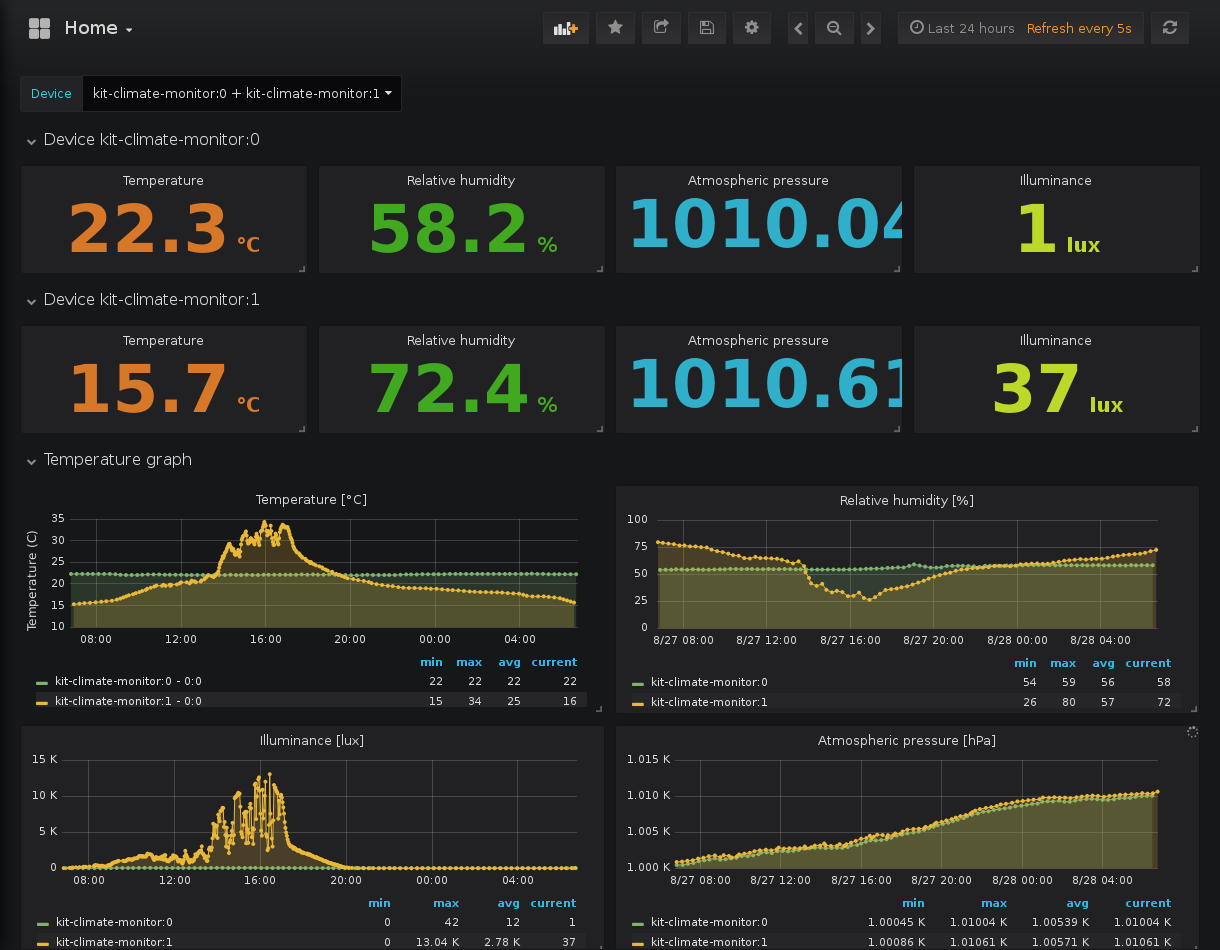 Home
Last 24 hours Refresh every 5s
Device kit-climate-monitor:0 + kit-climate-monitor:1
Device kit-climate-monitor:0
Temperature Relative humidity Atmospheric pressure Illuminance
22.3 °C 58.2 % 1010.04 1 lux
Device kit-climate-monitor:1
Temperature Relative humidity Atmospheric pressure Illuminance
15.7 °C 72.4 % 1010.61 37 lux
Temperature graph
Temperature [°C]
Temperature (C)
35
30
25
20
15
10
08:00 12:00 16:00 20:00 00:00 04:00
min max avg current
kit-climate-monitor:0 - 0:0 22 22 22 22
kit-climate-monitor:1 - 0:0 15 34 25 16
Relative humidity [%]
100
75
50
25
0
8/27 08:00 8/27 12:00 8/27 16:00 8/27 20:00 8/28 00:00 8/28 04:00
min max avg current
kit-climate-monitor:0 54 59 56 58
kit-climate-monitor:1 26 80 57 72
Illuminance [lux]
15 K
10 K
5 K
0
08:00 12:00 16:00 20:00 00:00 04:00
min max avg current
kit-climate-monitor:0 0 42 12 1
kit-climate-monitor:1 0 13.04 K 2.78 K 37
Atmospheric pressure [hPa]
1.015 K
1.010 K
1.005 K
1.000 K
8/27 08:00 8/27 12:00 8/27 16:00 8/27 20:00 8/28 00:00 8/28 04:00
min max avg current
kit-climate-monitor:0 1.00045 K 1.01004 K 1.00539 K 1.01004 K
kit-climate-monitor:1 1.00086 K 1.01061 K 1.00571 K 1.01061 K